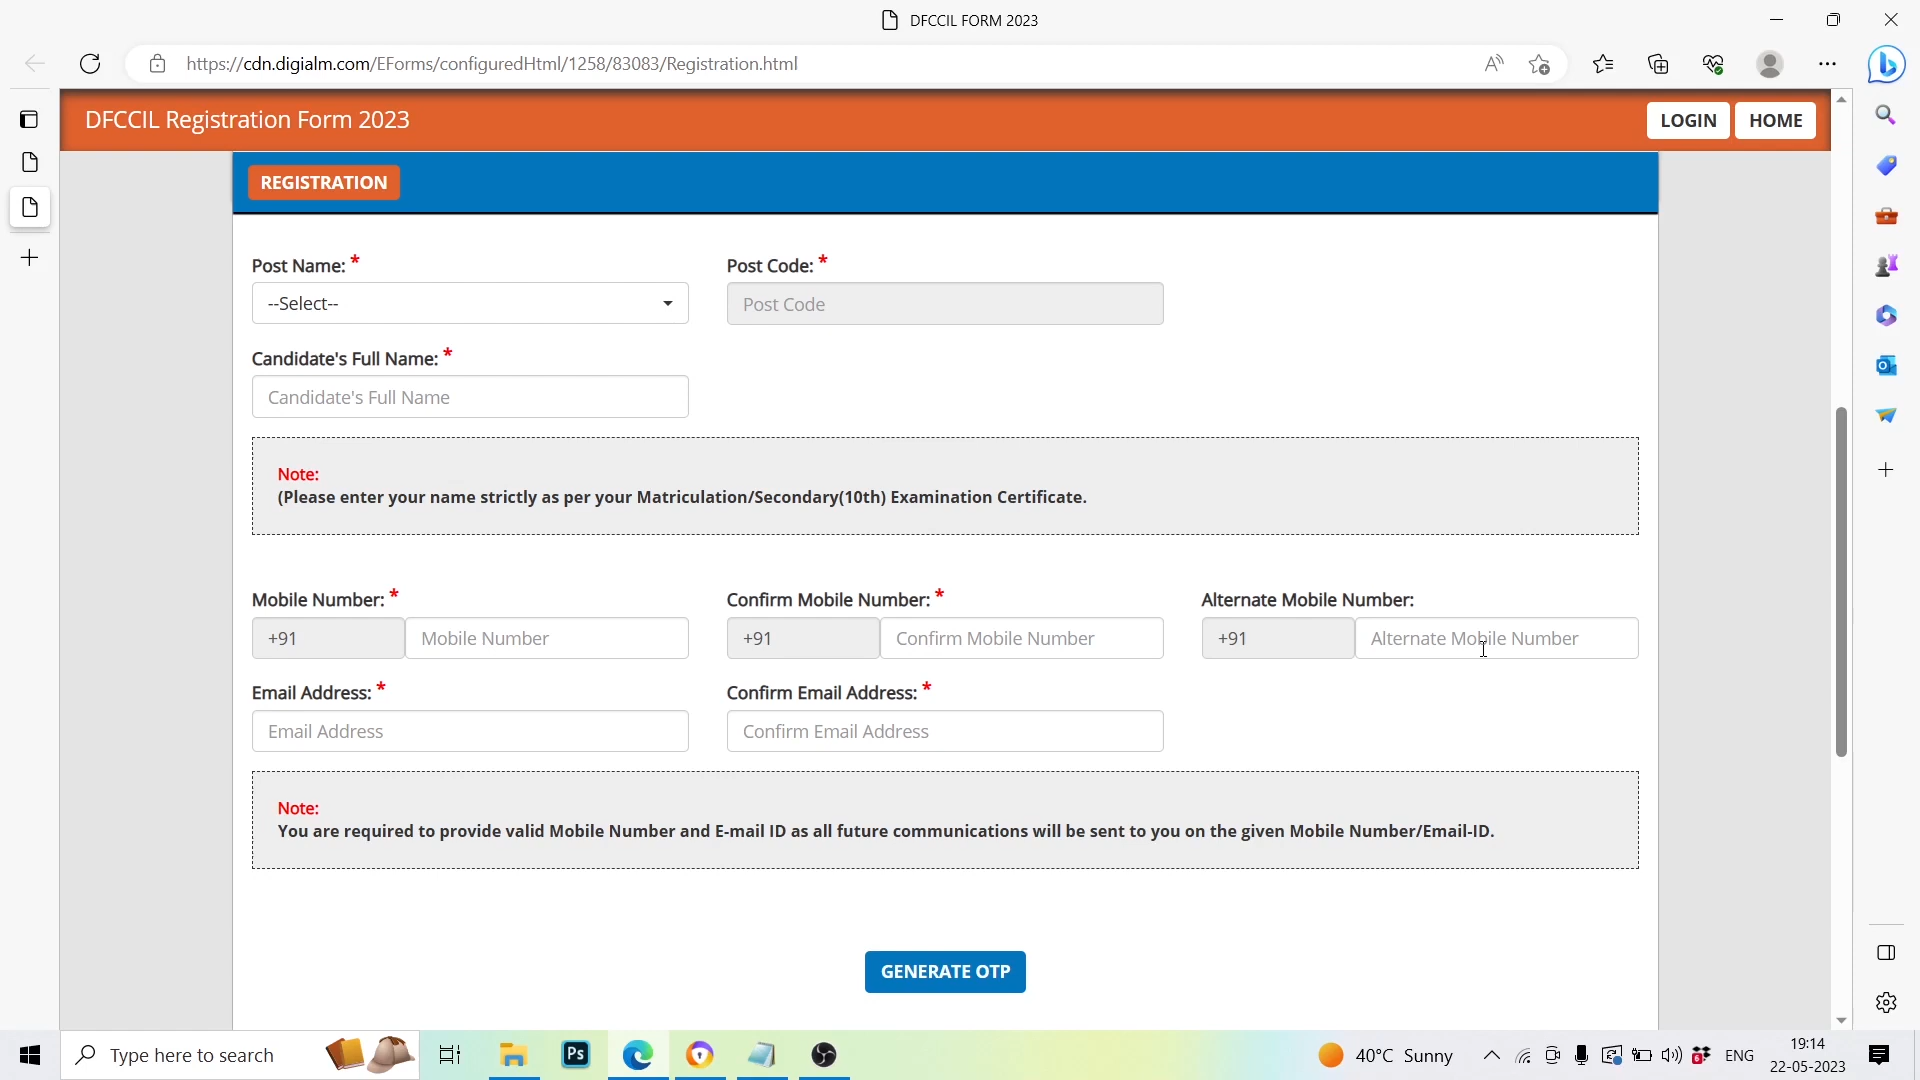 DFCCIL FORM 2023
https://cdn.digialm.com/EForms/configuredHtml/1258/83083/Registration.html
DFCCIL Registration Form 2023
LOGIN HOME
REGISTRATION
Post Name: * Post Code: *
--Select-- Post Code
Candidate's Full Name: *
Candidate's Full Name
Note:
(Please enter your name strictly as per your Matriculation/Secondary(10th) Examination Certificate.
Mobile Number: * Confirm Mobile Number: * Alternate Mobile Number:
+91 Mobile Number +91 Confirm Mobile Number +91 Alternate Mobile Number
Email Address: * Confirm Email Address: *
Email Address Confirm Email Address
Note:
You are required to provide valid Mobile Number and E-mail ID as all future communications will be sent to you on the given Mobile Number/Email-ID.
GENERATE OTP
Type here to search Ps 40°C Sunny 6 ENG 19:14
22-05-2023